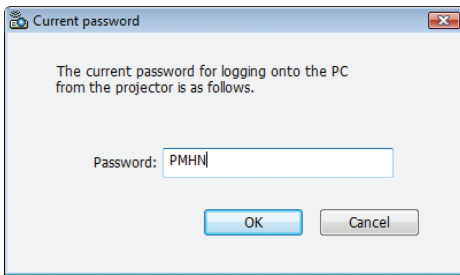 Current password
The current password for logging onto the PC
from the projector is as follows.
Password: PMHN
OK Cancel